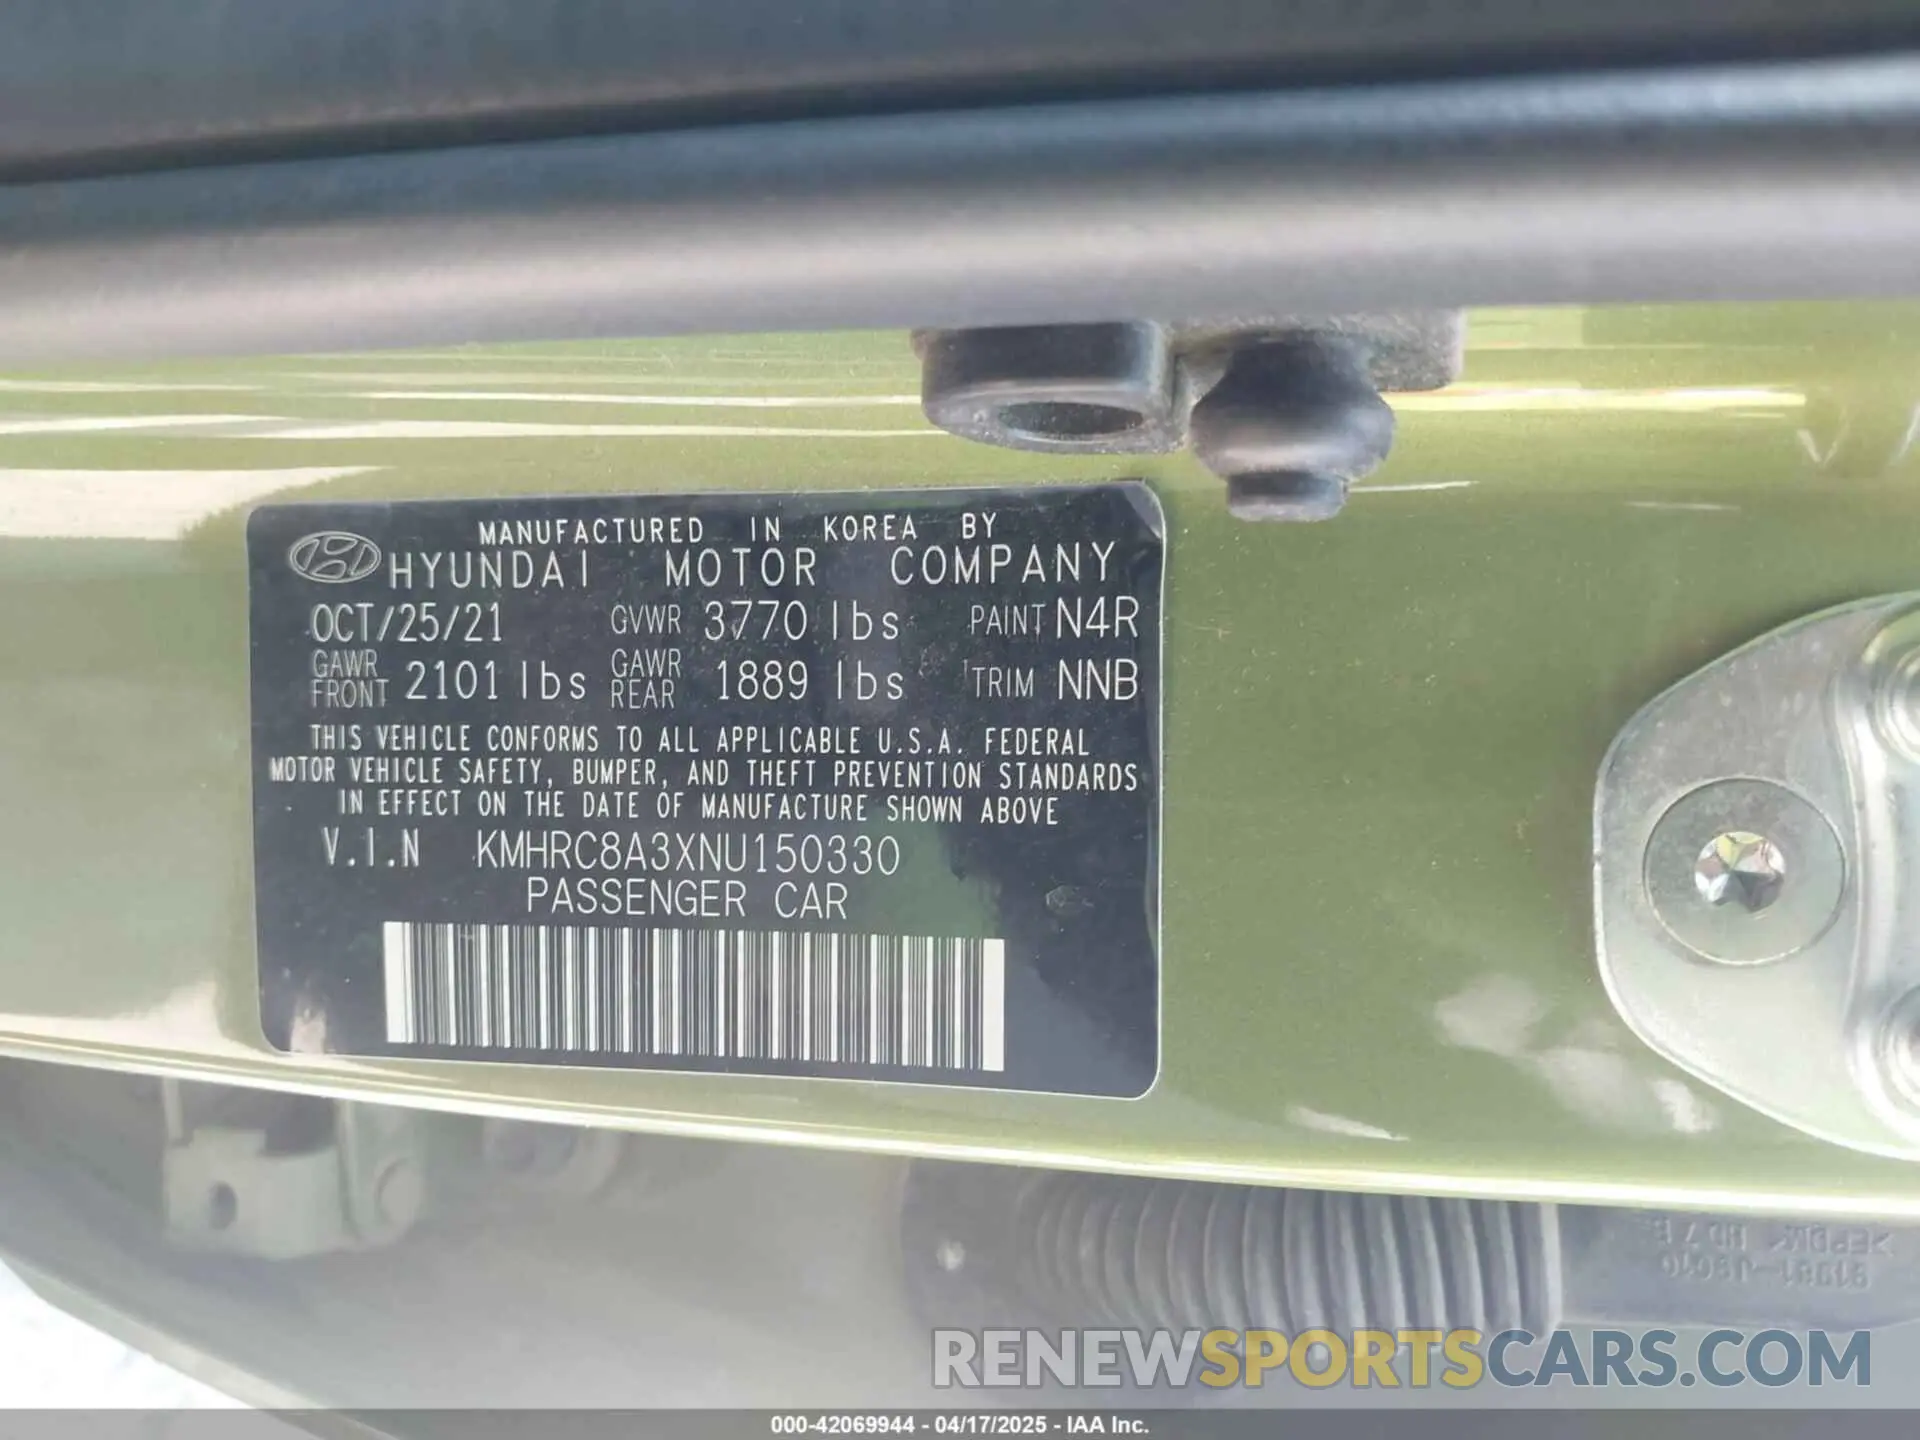 MANUFACTURED IN KOREA BY
HYUNDAI MOTOR COMPANY
OCT/25/21 GVWR 3770 lbs PAINT N4R
GAWR FRONT 2101 lbs GAWR REAR 1889 lbs TRIM NNB
THIS VEHICLE CONFORMS TO ALL APPLICABLE U.S.A. FEDERAL
MOTOR VEHICLE SAFETY, BUMPER, AND THEFT PREVENTION STANDARDS
IN EFFECT ON THE DATE OF MANUFACTURE SHOWN ABOVE
V.I.N KMHRC8A3XNU150330
PASSENGER CAR
>EPDM< HD
RENEWSPORTSCARS.COM
000-42069944 - 04/17/2025 - IAA Inc.